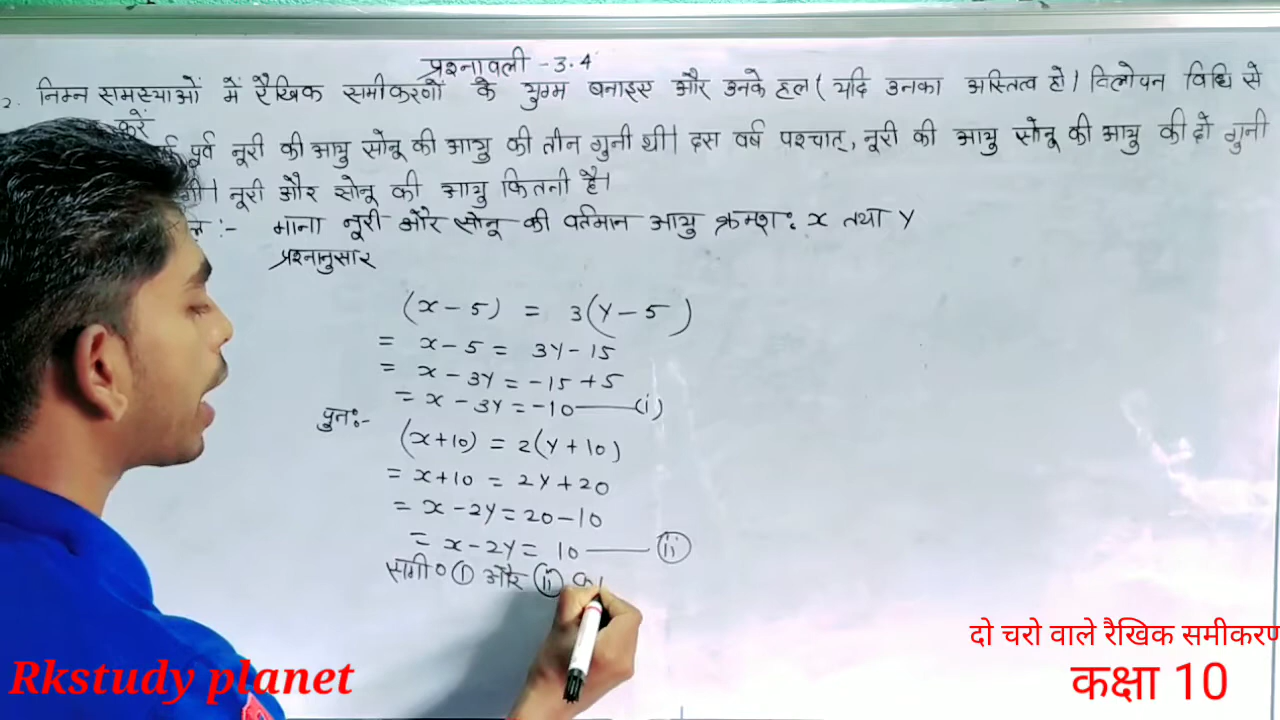 प्रश्नावली - 3.4
2. निम्न समस्याओं में रैखिक समीकरणों के युग्म बनाइए और उनके हल ( यदि उनका अस्तित्व हो) विलोपन विधि से
करें
पूर्व नूरी की आयु सोनू की आयु की तीन गुनी थी। दस वर्ष पश्चात्, नूरी की आयु सोनू की आयु की दो गुनी
नूरी और सोनू की आयु कितनी है।
:- माना नूरी और सोनू की वर्तमान आयु क्रमश: x तथा y
प्रश्नानुसार
(x - 5) = 3(y - 5)
= x - 5 = 3y - 15
= x - 3y = -15 + 5
= x - 3y = -10 —— (i)
पुनः-
(x+10) = 2(y + 10)
= x+10 = 2y + 20
= x - 2y = 20 - 10
= x - 2y = 10 —— (ii)
समी० (i) और (ii)
दो चरो वाले रैखिक समीकरण
कक्षा 10
Rkstudy planet